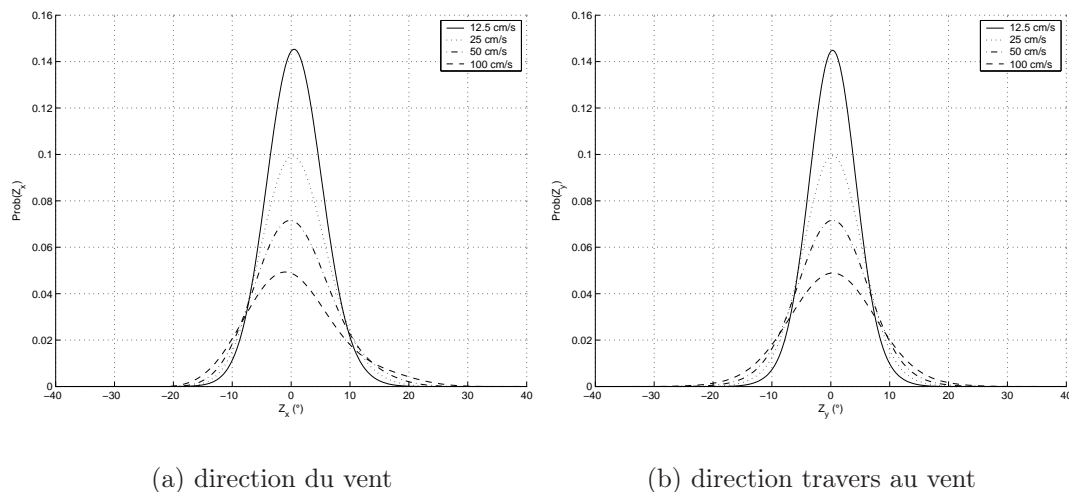 0.16
0.14
0.12
0.1
0.08
0.06
0.04
0.02
0
−40 −30 −20 −10 0 10 20 30 40
Prob(Z_x)
Z_x (°)
12.5 cm/s
25 cm/s
50 cm/s
100 cm/s
(a) direction du vent
0.16
0.14
0.12
0.1
0.08
0.06
0.04
0.02
0
−40 −30 −20 −10 0 10 20 30 40
Prob(Z_y)
Z_y (°)
12.5 cm/s
25 cm/s
50 cm/s
100 cm/s
(b) direction travers au vent